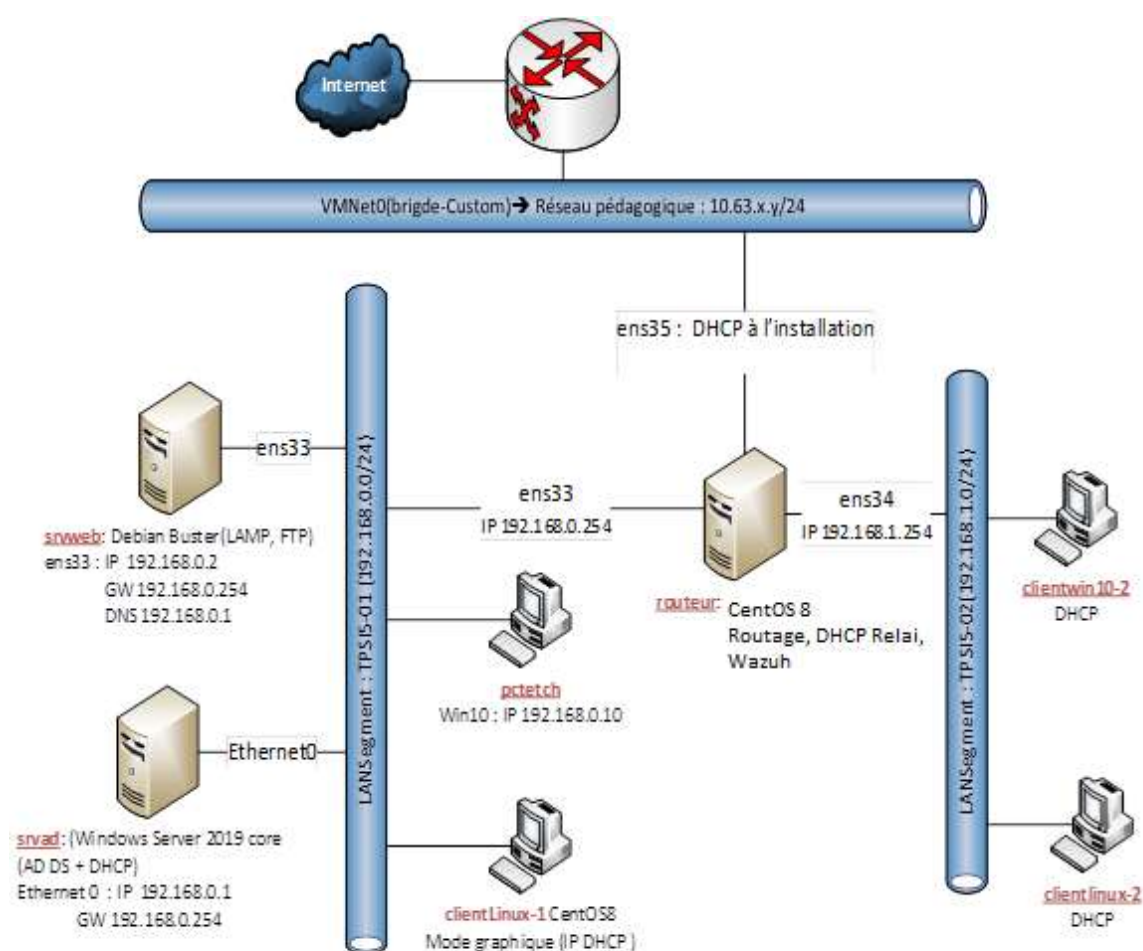 Internet
VMNet0(brigde-Custom)➔ Réseau pédagogique : 10.63.x.y/24
ens35 : DHCP à l'installation
LANSegment : TPSIS-01 {192.168.0.0/24}
LANSegment : TPSIS-02{192.168.1.0/24}
ens33
srvweb: Debian Buster(LAMP, FTP)
ens33 : IP 192.168.0.2
GW 192.168.0.254
DNS 192.168.0.1
ens33
IP 192.168.0.254
ens34
IP 192.168.1.254
routeur: CentOS 8
Routage, DHCP Relai,
Wazuh
clientwin10-2
DHCP
pctetch
Win10 : IP 192.168.0.10
Ethernet0
srvad: (Windows Server 2019 core
(AD DS + DHCP)
Ethernet 0 : IP 192.168.0.1
GW 192.168.0.254
clientLinux-1 CentOS8
Mode graphique (IP DHCP )
clientlinux-2
DHCP